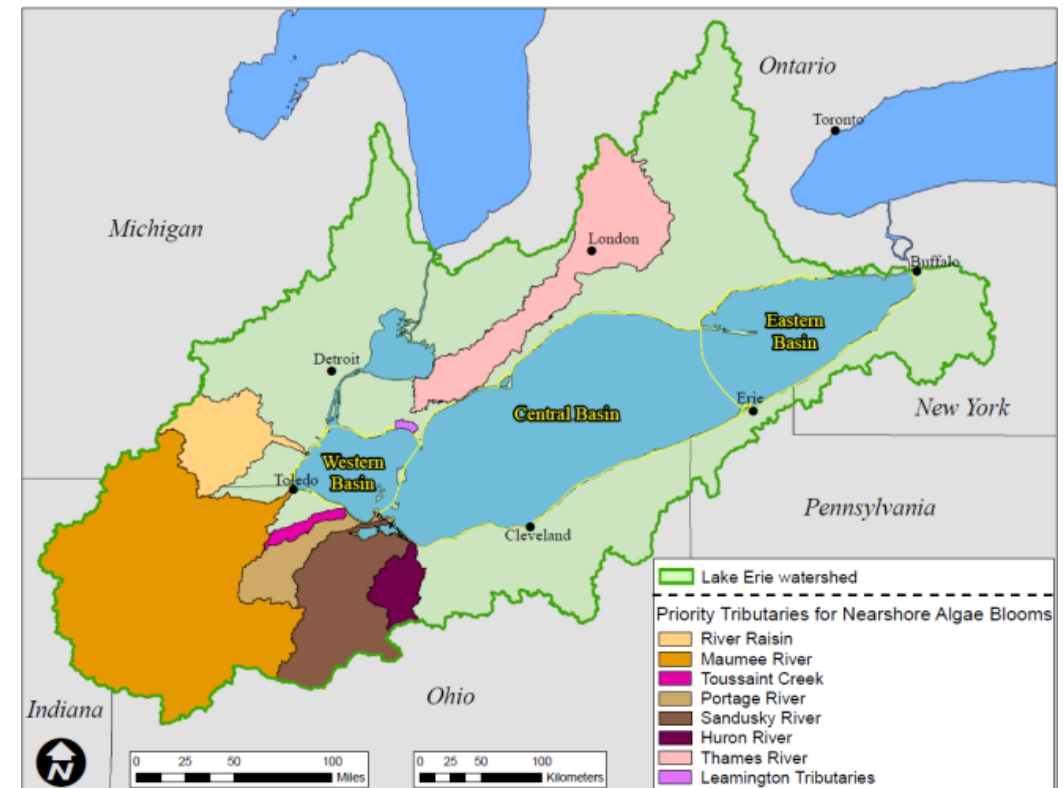 Ontario
Toronto
Michigan
London
Buffalo
Eastern
Basin
Detroit
Central Basin
Erie
New York
Western
Basin
Toledo
Pennsylvania
Cleveland
Lake Erie watershed
Priority Tributaries for Nearshore Algae Blooms
River Raisin
Maumee River
Toussaint Creek
Portage River
Sandusky River
Huron River
Thames River
Leamington Tributaries
Ohio
Indiana
N
0 25 50 100
Miles
0 25 50 100
Kilometers